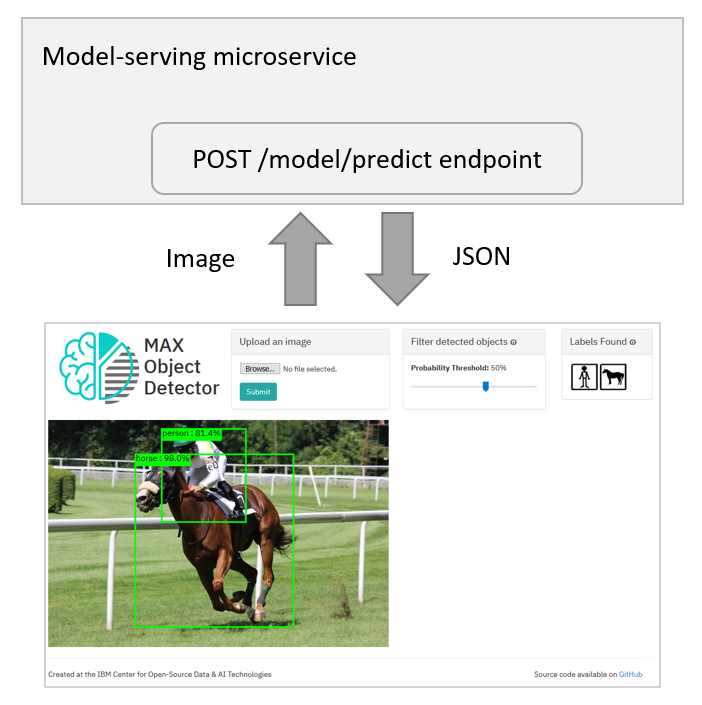 Model-serving microservice
POST /model/predict endpoint
Image
JSON
MAX
Object
Detector
Upload an image
Browse... No file selected.
Submit
Filter detected objects
Probability Threshold: 50%
Labels Found
person : 81.4%
horse : 98.0%
Created at the IBM Center for Open-Source Data & AI Technologies
Source code available on GitHub